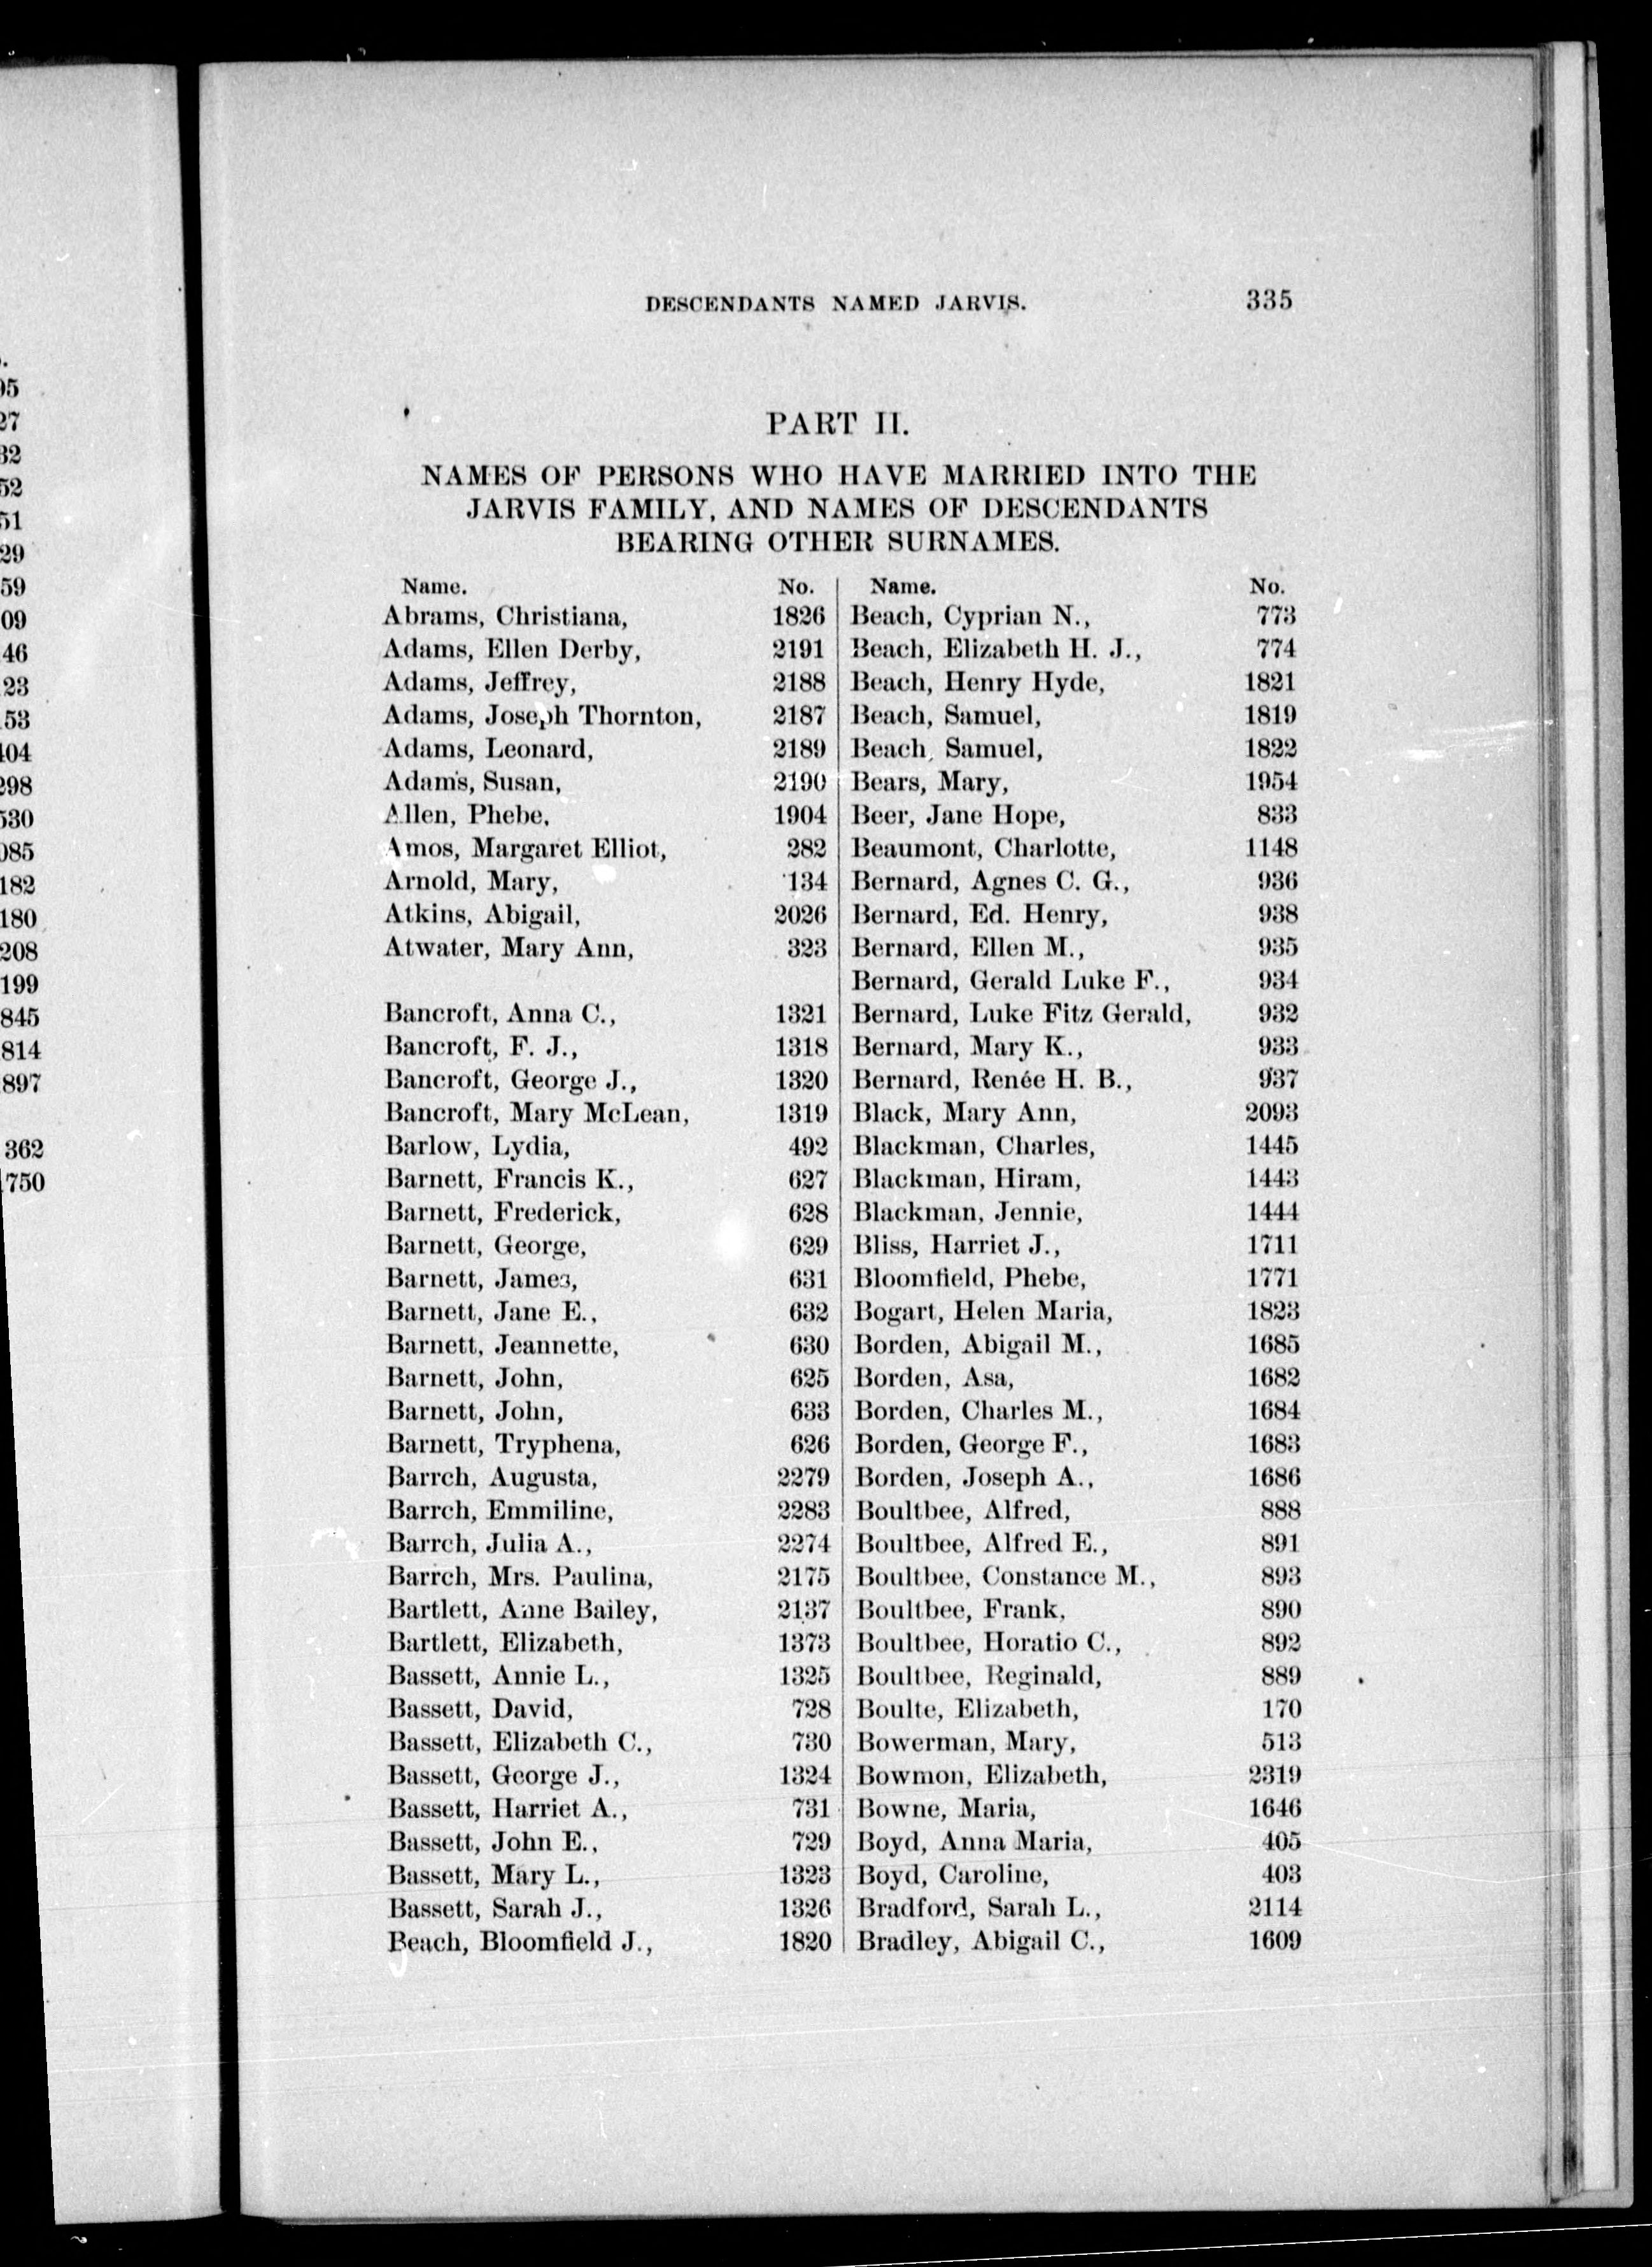 DESCENDANTS NAMED JARVIS. 335
PART II.
NAMES OF PERSONS WHO HAVE MARRIED INTO THE
JARVIS FAMILY, AND NAMES OF DESCENDANTS
BEARING OTHER SURNAMES.
Name. No.
Abrams, Christiana, 1826
Adams, Ellen Derby, 2191
Adams, Jeffrey, 2188
Adams, Joseph Thornton, 2187
Adams, Leonard, 2189
Adams, Susan, 2190
Allen, Phebe, 1904
Amos, Margaret Elliot, 282
Arnold, Mary, 134
Atkins, Abigail, 2026
Atwater, Mary Ann, 323
Bancroft, Anna C., 1321
Bancroft, F. J., 1318
Bancroft, George J., 1320
Bancroft, Mary McLean, 1319
Barlow, Lydia, 492
Barnett, Francis K., 627
Barnett, Frederick, 628
Barnett, George, 629
Barnett, James, 631
Barnett, Jane E., 632
Barnett, Jeannette, 630
Barnett, John, 625
Barnett, John, 633
Barnett, Tryphena, 626
Barrch, Augusta, 2279
Barrch, Emmiline, 2283
Barrch, Julia A., 2274
Barrch, Mrs. Paulina, 2175
Bartlett, Anne Bailey, 2137
Bartlett, Elizabeth, 1373
Bassett, Annie L., 1325
Bassett, David, 728
Bassett, Elizabeth C., 730
Bassett, George J., 1324
Bassett, Harriet A., 731
Bassett, John E., 729
Bassett, Mary L., 1323
Bassett, Sarah J., 1326
Beach, Bloomfield J., 1820
Name. No.
Beach, Cyprian N., 773
Beach, Elizabeth H. J., 774
Beach, Henry Hyde, 1821
Beach, Samuel, 1819
Beach, Samuel, 1822
Bears, Mary, 1954
Beer, Jane Hope, 833
Beaumont, Charlotte, 1148
Bernard, Agnes C. G., 936
Bernard, Ed. Henry, 938
Bernard, Ellen M., 935
Bernard, Gerald Luke F., 934
Bernard, Luke Fitz Gerald, 932
Bernard, Mary K., 933
Bernard, Renée H. B., 937
Black, Mary Ann, 2093
Blackman, Charles, 1445
Blackman, Hiram, 1443
Blackman, Jennie, 1444
Bliss, Harriet J., 1711
Bloomfield, Phebe, 1771
Bogart, Helen Maria, 1823
Borden, Abigail M., 1685
Borden, Asa, 1682
Borden, Charles M., 1684
Borden, George F., 1683
Borden, Joseph A., 1686
Boultbee, Alfred, 888
Boultbee, Alfred E., 891
Boultbee, Constance M., 893
Boultbee, Frank, 890
Boultbee, Horatio C., 892
Boultbee, Reginald, 889
Boulte, Elizabeth, 170
Bowerman, Mary, 513
Bowmon, Elizabeth, 2319
Bowne, Maria, 1646
Boyd, Anna Maria, 405
Boyd, Caroline, 403
Bradford, Sarah L., 2114
Bradley, Abigail C., 1609